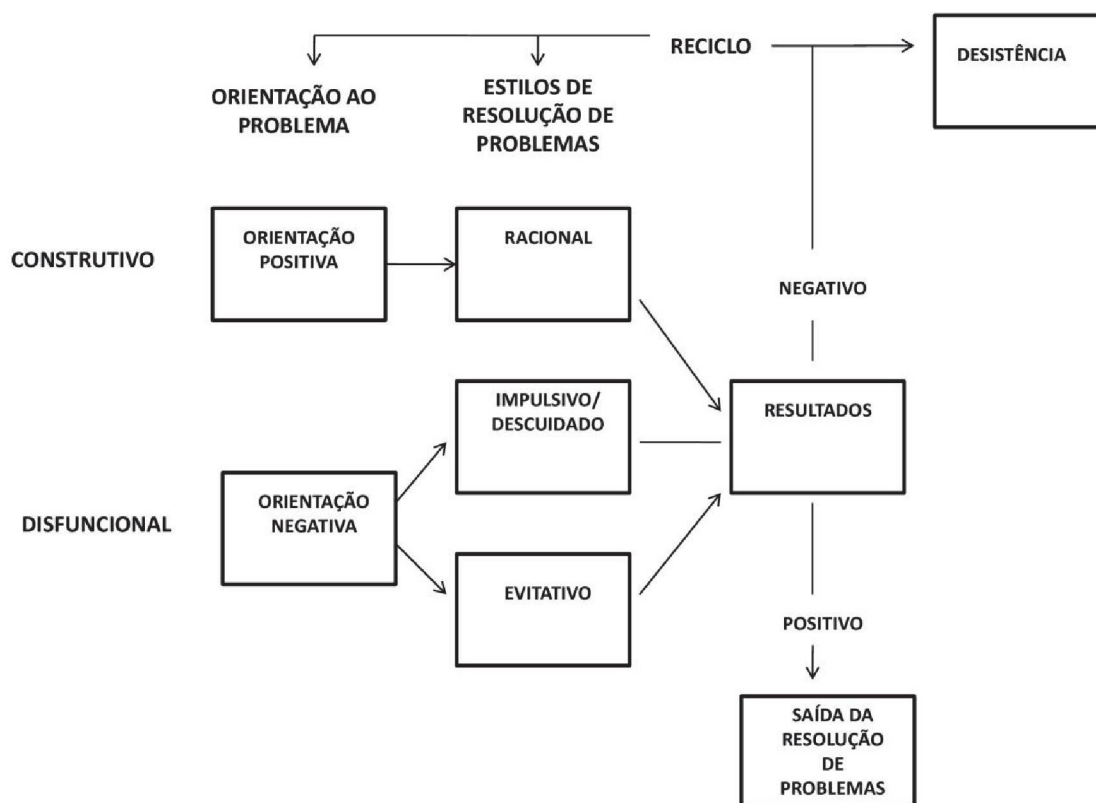 RECICLO
DESISTÊNCIA
ORIENTAÇÃO AO
PROBLEMA
ESTILOS DE
RESOLUÇÃO DE
PROBLEMAS
CONSTRUTIVO
ORIENTAÇÃO
POSITIVA
RACIONAL
NEGATIVO
IMPULSIVO/
DESCUIDADO
RESULTADOS
DISFUNCIONAL
ORIENTAÇÃO
NEGATIVA
EVITATIVO
POSITIVO
SAÍDA DA
RESOLUÇÃO
DE
PROBLEMAS